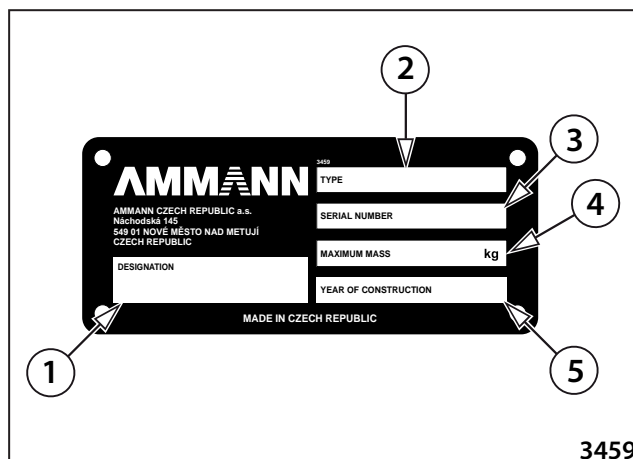 2
3
4
3459
AMMANN
TYPE
AMMANN CZECH REPUBLIC a.s.
Náchodská 145
549 01 NOVÉ MĚSTO NAD METUJÍ
CZECH REPUBLIC
SERIAL NUMBER
MAXIMUM MASS kg
DESIGNATION
YEAR OF CONSTRUCTION
MADE IN CZECH REPUBLIC
1
5
3459